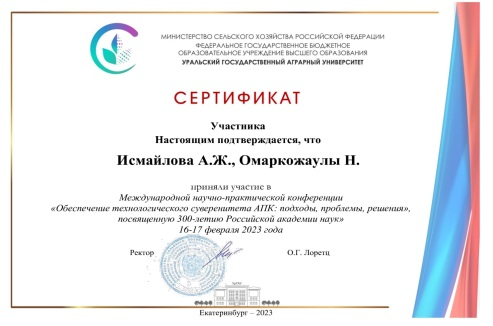 МИНИСТЕРСТВО СЕЛЬСКОГО ХОЗЯЙСТВА РОССИЙСКОЙ ФЕДЕРАЦИИ
ФЕДЕРАЛЬНОЕ ГОСУДАРСТВЕННОЕ БЮДЖЕТНОЕ
ОБРАЗОВАТЕЛЬНОЕ УЧРЕЖДЕНИЕ ВЫСШЕГО ОБРАЗОВАНИЯ
УРАЛЬСКИЙ ГОСУДАРСТВЕННЫЙ АГРАРНЫЙ УНИВЕРСИТЕТ
СЕРТИФИКАТ
Участника
Настоящим подтверждается, что
Исмайлова А.Ж., Омаркожаулы Н.
приняли участие в
Международной научно-практической конференции
«Обеспечение технологического суверенитета АПК: подходы, проблемы, решения»,
посвященную 300-летию Российской академии наук»
16-17 февраля 2023 года
Ректор О.Г. Лоретц
Екатеринбург – 2023